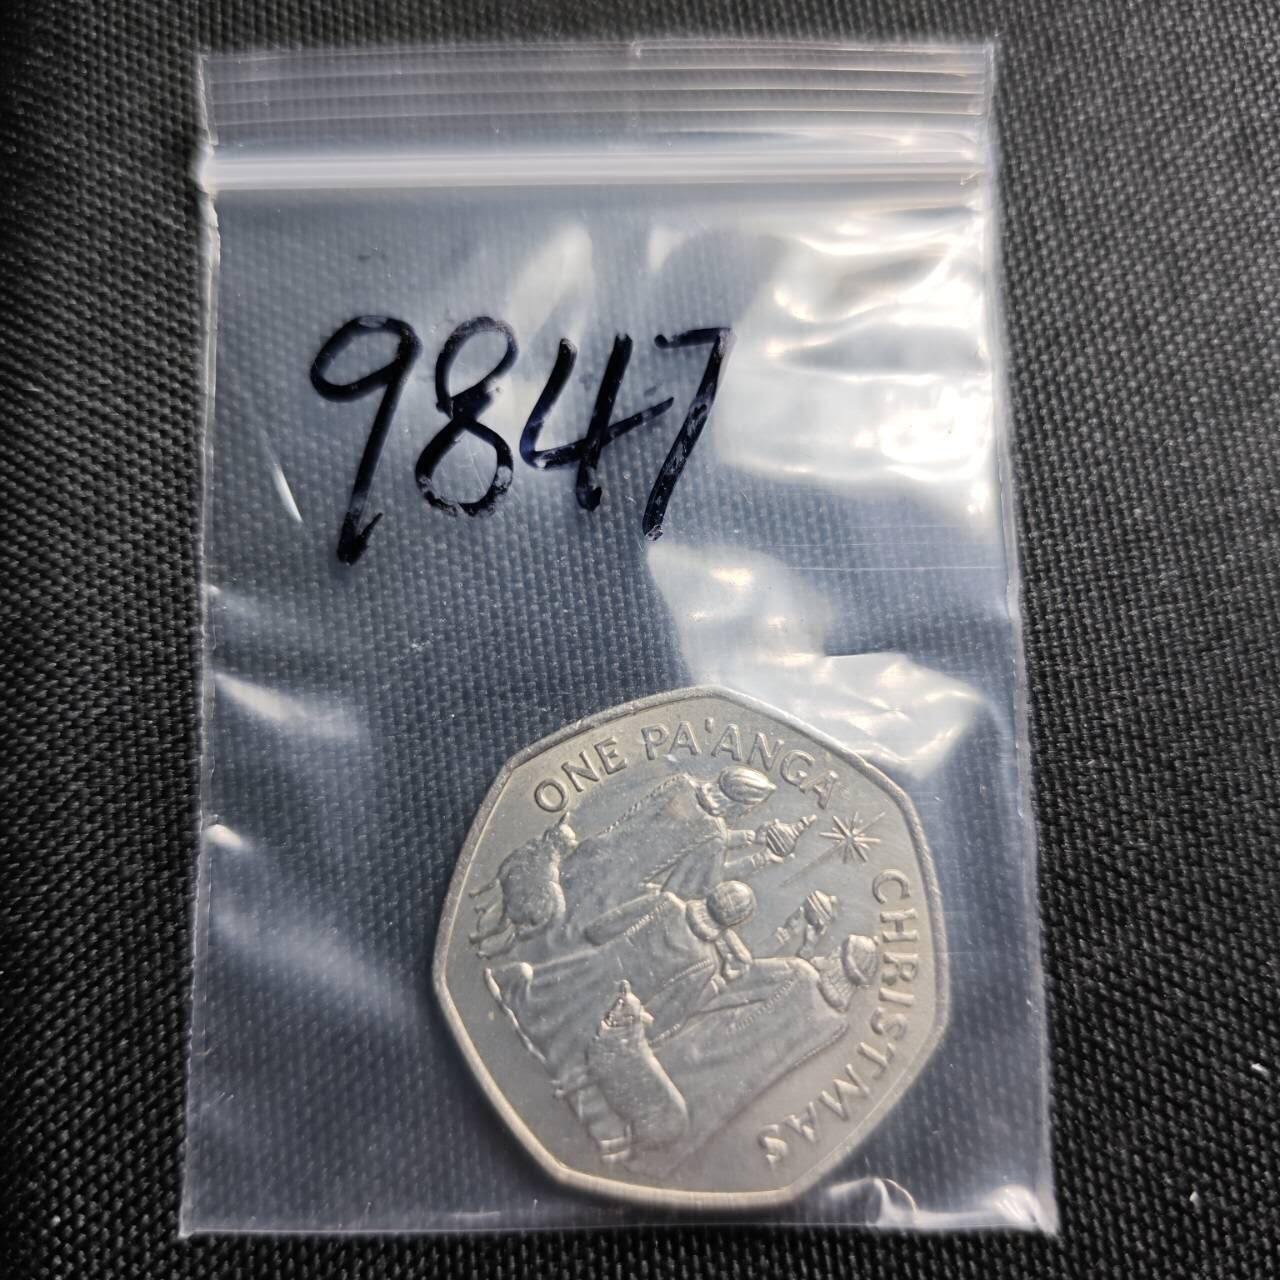 9847
ONE PA'ANGA
CHRISTMAS